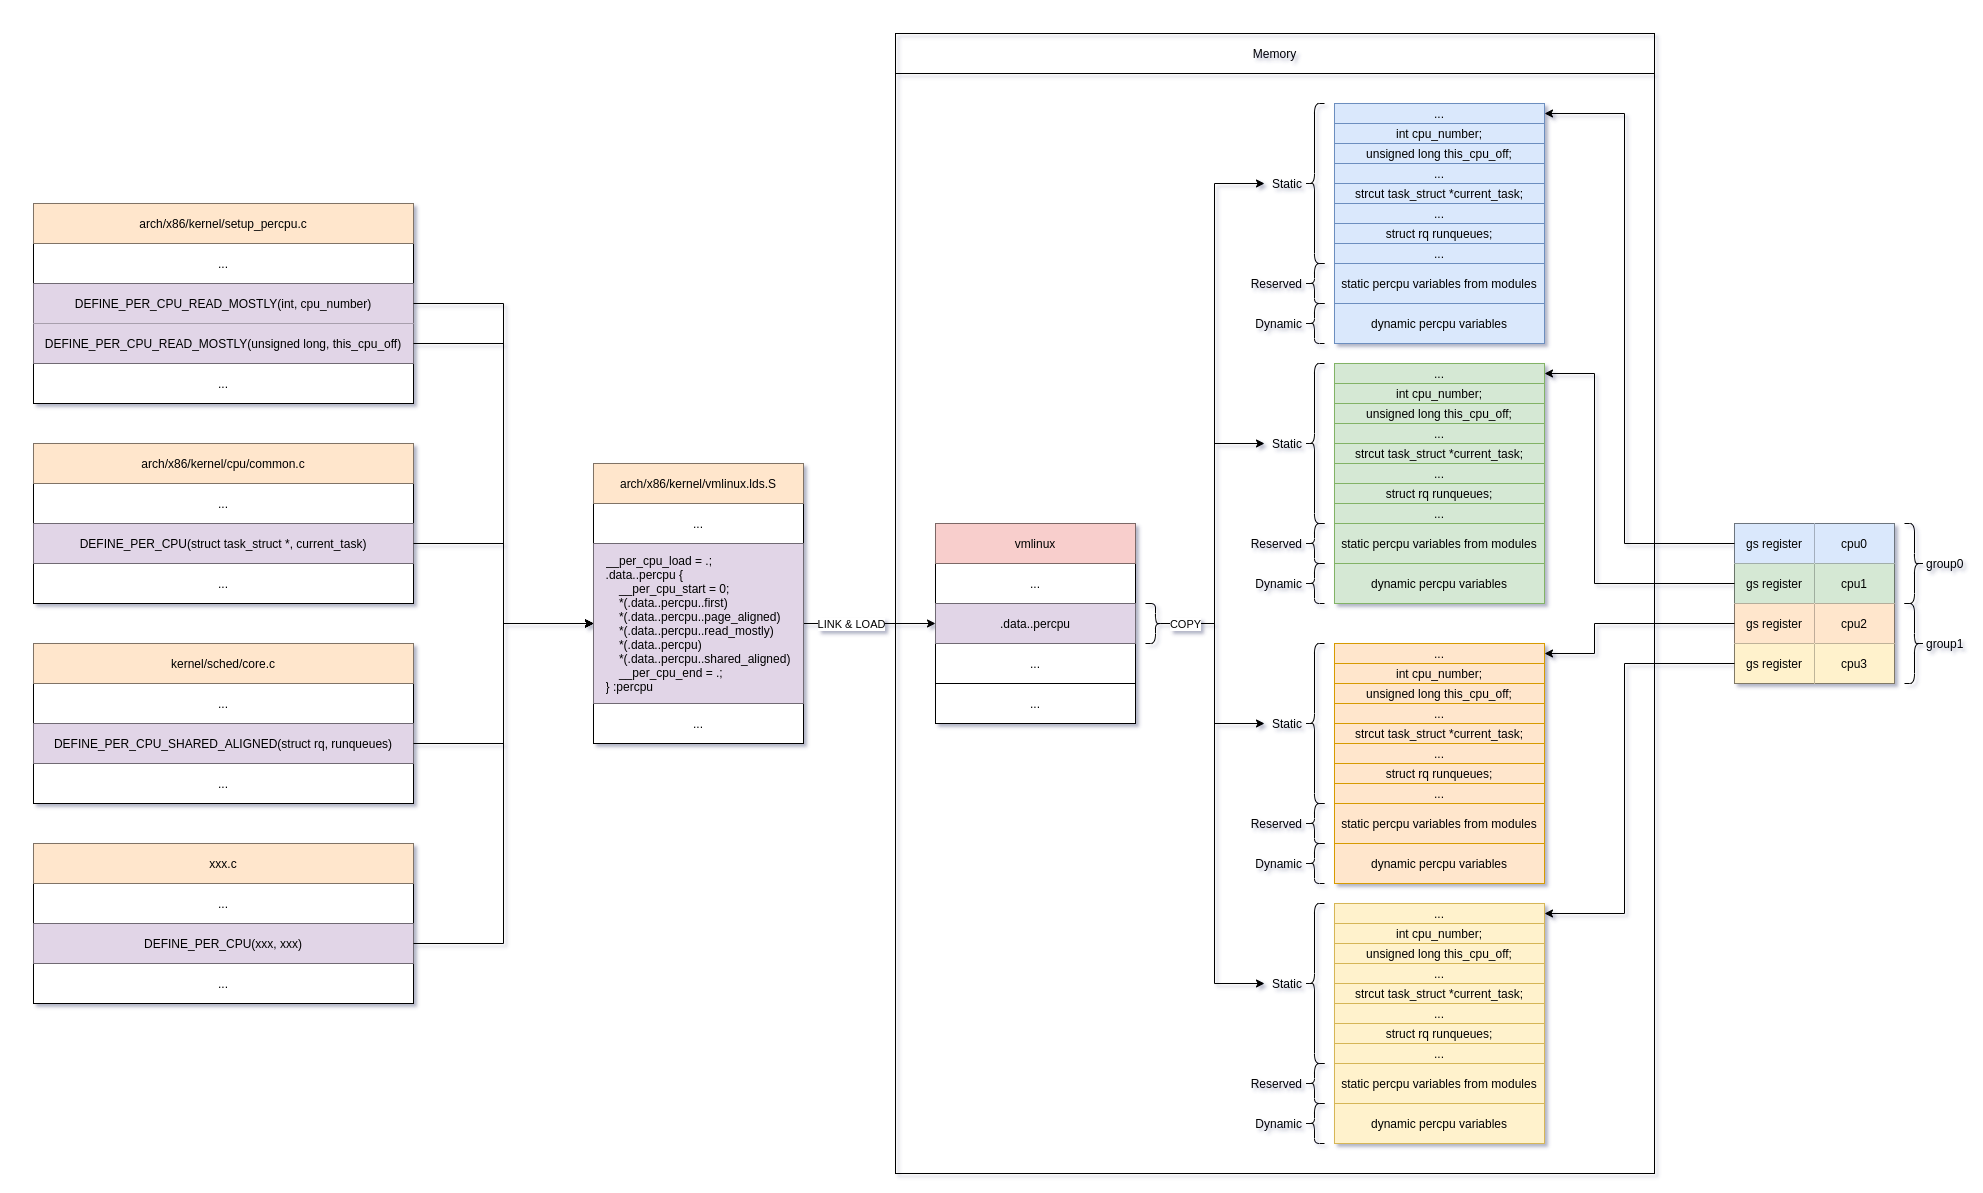 arch/x86/kernel/setup_percpu.c
...
DEFINE_PER_CPU_READ_MOSTLY(int, cpu_number)
DEFINE_PER_CPU_READ_MOSTLY(unsigned long, this_cpu_off)
...
arch/x86/kernel/cpu/common.c
...
DEFINE_PER_CPU(struct task_struct *, current_task)
...
kernel/sched/core.c
...
DEFINE_PER_CPU_SHARED_ALIGNED(struct rq, runqueues)
...
xxx.c
...
DEFINE_PER_CPU(xxx, xxx)
...
arch/x86/kernel/vmlinux.lds.S
...
__per_cpu_load = .;
.data..percpu {
__per_cpu_start = 0;
*(.data..percpu..first)
*(.data..percpu..page_aligned)
*(.data..percpu..read_mostly)
*(.data..percpu)
*(.data..percpu..shared_aligned)
__per_cpu_end = .;
} :percpu
...
LINK & LOAD
Memory
vmlinux
...
.data..percpu
...
...
COPY
Static
...
int cpu_number;
unsigned long this_cpu_off;
...
strcut task_struct *current_task;
...
struct rq runqueues;
...
Reserved
static percpu variables from modules
Dynamic
dynamic percpu variables
Static
...
int cpu_number;
unsigned long this_cpu_off;
...
strcut task_struct *current_task;
...
struct rq runqueues;
...
Reserved
static percpu variables from modules
Dynamic
dynamic percpu variables
Static
...
int cpu_number;
unsigned long this_cpu_off;
...
strcut task_struct *current_task;
...
struct rq runqueues;
...
Reserved
static percpu variables from modules
Dynamic
dynamic percpu variables
Static
...
int cpu_number;
unsigned long this_cpu_off;
...
strcut task_struct *current_task;
...
struct rq runqueues;
...
Reserved
static percpu variables from modules
Dynamic
dynamic percpu variables
gs register cpu0
gs register cpu1
gs register cpu2
gs register cpu3
group0
group1